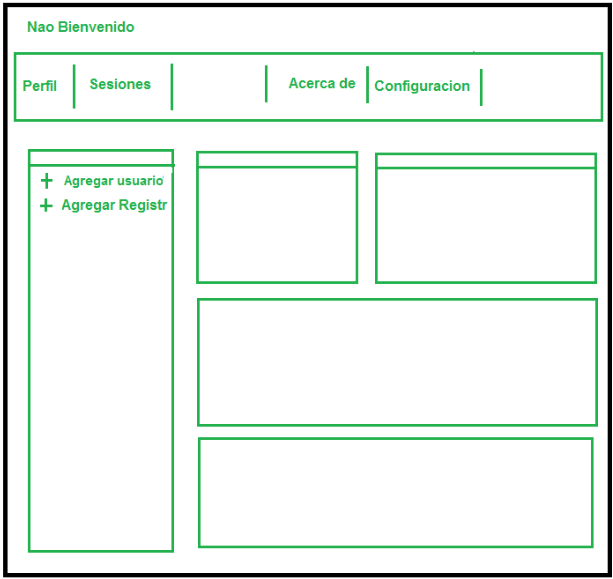 Nao Bienvenido
Perfil Sesiones Acerca de Configuracion
+ Agregar usuario
+ Agregar Registr